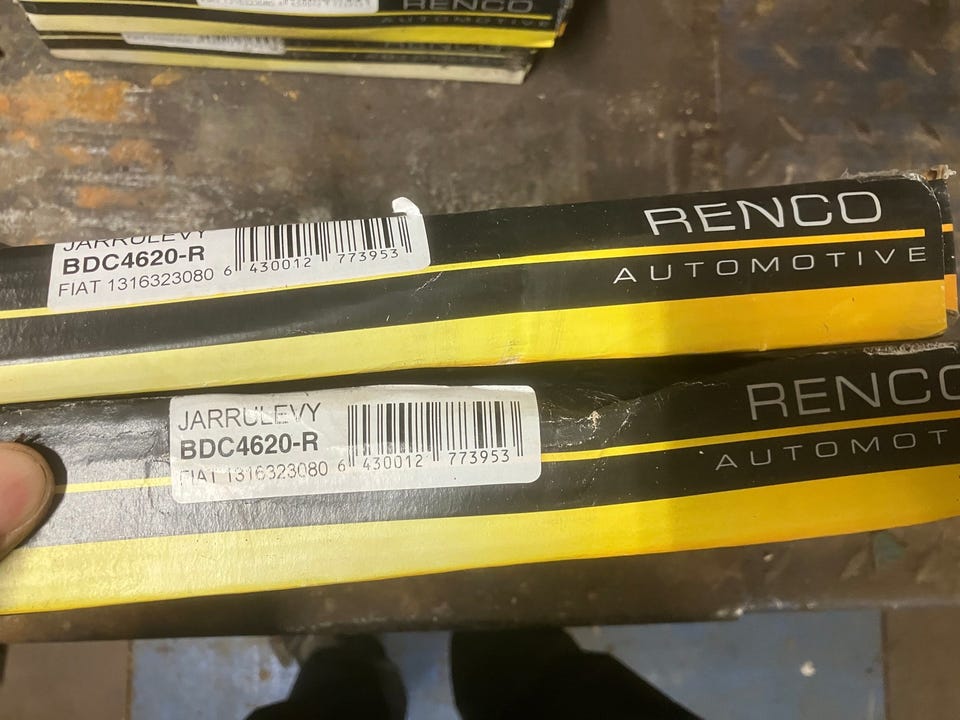 RENCO
AUTOMOTIVE
RENCO
AUTOMOTIVE
JARRULEVY
BDC4620-R
FIAT 1316323080
6 430012 773953
RENCO
AUTOMOT
JARRULEVY
BDC4620-R
FIAT 1316323080
6 430012 773953